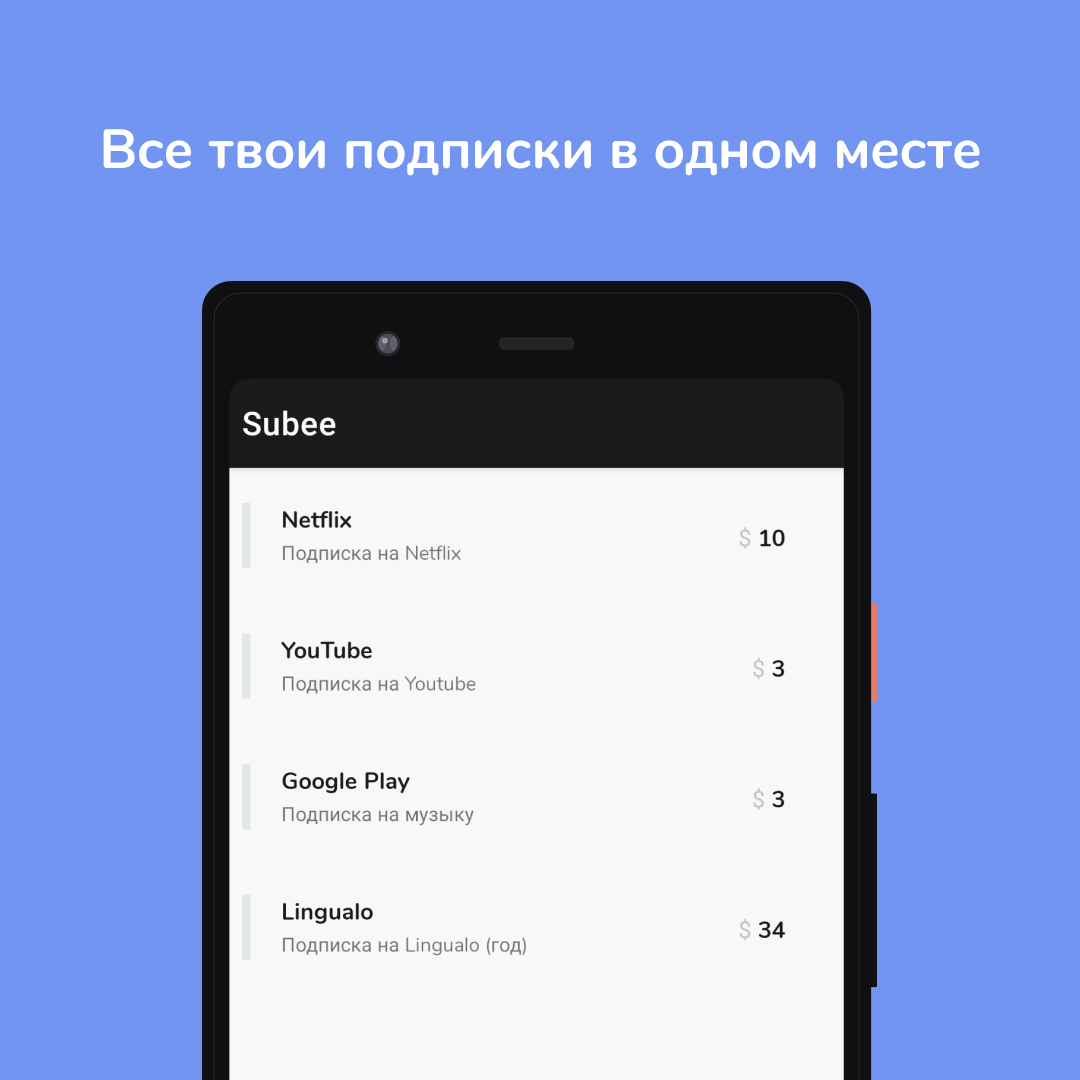 Все твои подписки в одном месте
Subee
Netflix
Подписка на Netflix
$ 10
YouTube
Подписка на Youtube
$ 3
Google Play
Подписка на музыку
$ 3
Lingualo
Подписка на Lingualo (год)
$ 34